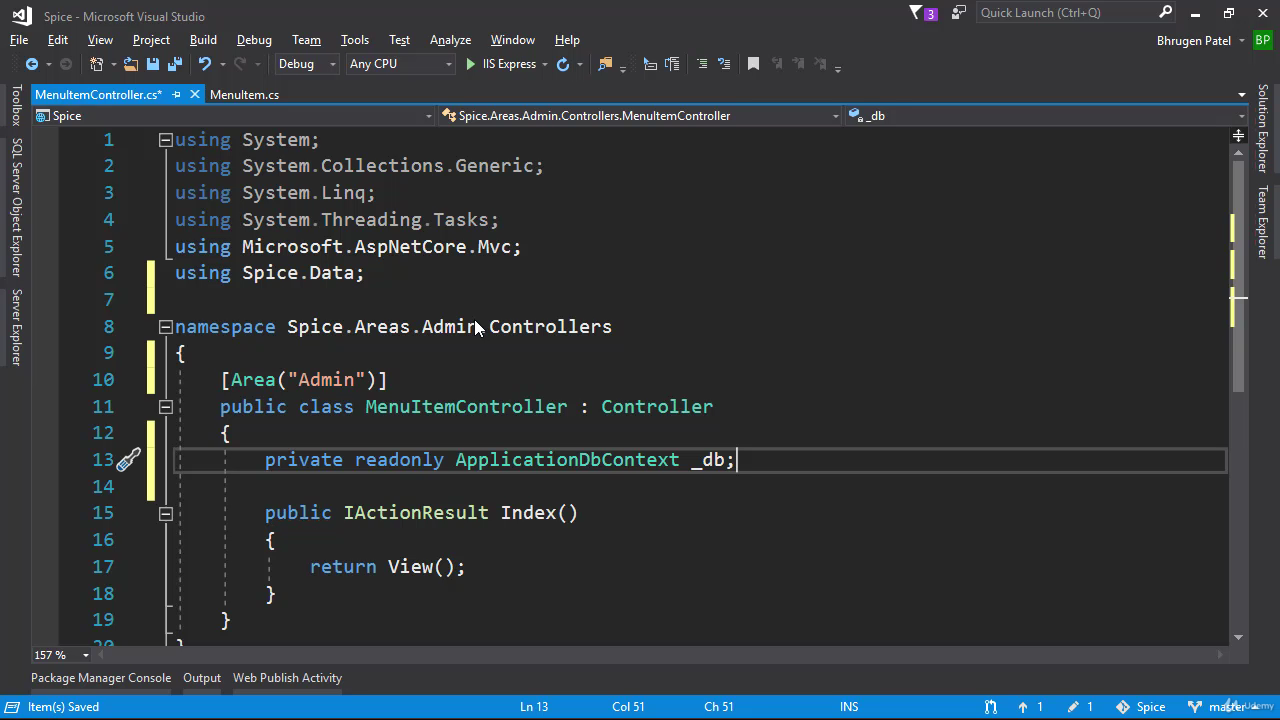 Spice - Microsoft Visual Studio
3
Quick Launch (Ctrl+Q)
File Edit View Project Build Debug Team Tools Test Analyze Window Help
Bhrugen Patel
BP
Debug Any CPU IIS Express
MenuItemController.cs* MenuItem.cs
Spice Spice.Areas.Admin.Controllers.MenuItemController _db
Toolbox
SQL Server Object Explorer
Server Explorer
1 using System;
2 using System.Collections.Generic;
3 using System.Linq;
4 using System.Threading.Tasks;
5 using Microsoft.AspNetCore.Mvc;
6 using Spice.Data;
7
8 namespace Spice.Areas.Admin.Controllers
9 {
10 [Area("Admin")]
11 public class MenuItemController : Controller
12 {
13 private readonly ApplicationDbContext _db;
14
15 public IActionResult Index()
16 {
17 return View();
18 }
19 }
20 }
Solution Explorer
Team Explorer
157 %
Package Manager Console Output Web Publish Activity
Item(s) Saved Ln 13 Col 51 Ch 51 INS 1 1 Spice master
Udemy